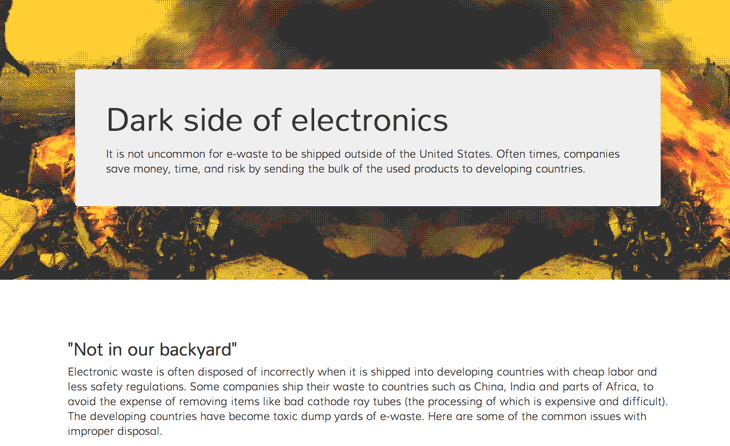 Dark side of electronics
It is not uncommon for e-waste to be shipped outside of the United States. Often times, companies
save money, time, and risk by sending the bulk of the used products to developing countries.
"Not in our backyard"
Electronic waste is often disposed of incorrectly when it is shipped into developing countries with cheap labor and
less safety regulations. Some companies ship their waste to countries such as China, India and parts of Africa, to
avoid the expense of removing items like bad cathode ray tubes (the processing of which is expensive and difficult).
The developing countries have become toxic dump yards of e-waste. Here are some of the common issues with
improper disposal.